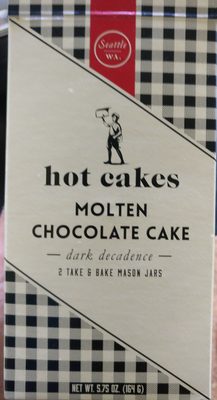 Seattle
WA.
hot cakes
MOLTEN
CHOCOLATE CAKE
dark decadence
2 TAKE & BAKE MASON JARS
NET WT. 5.75 OZ. (164 G)